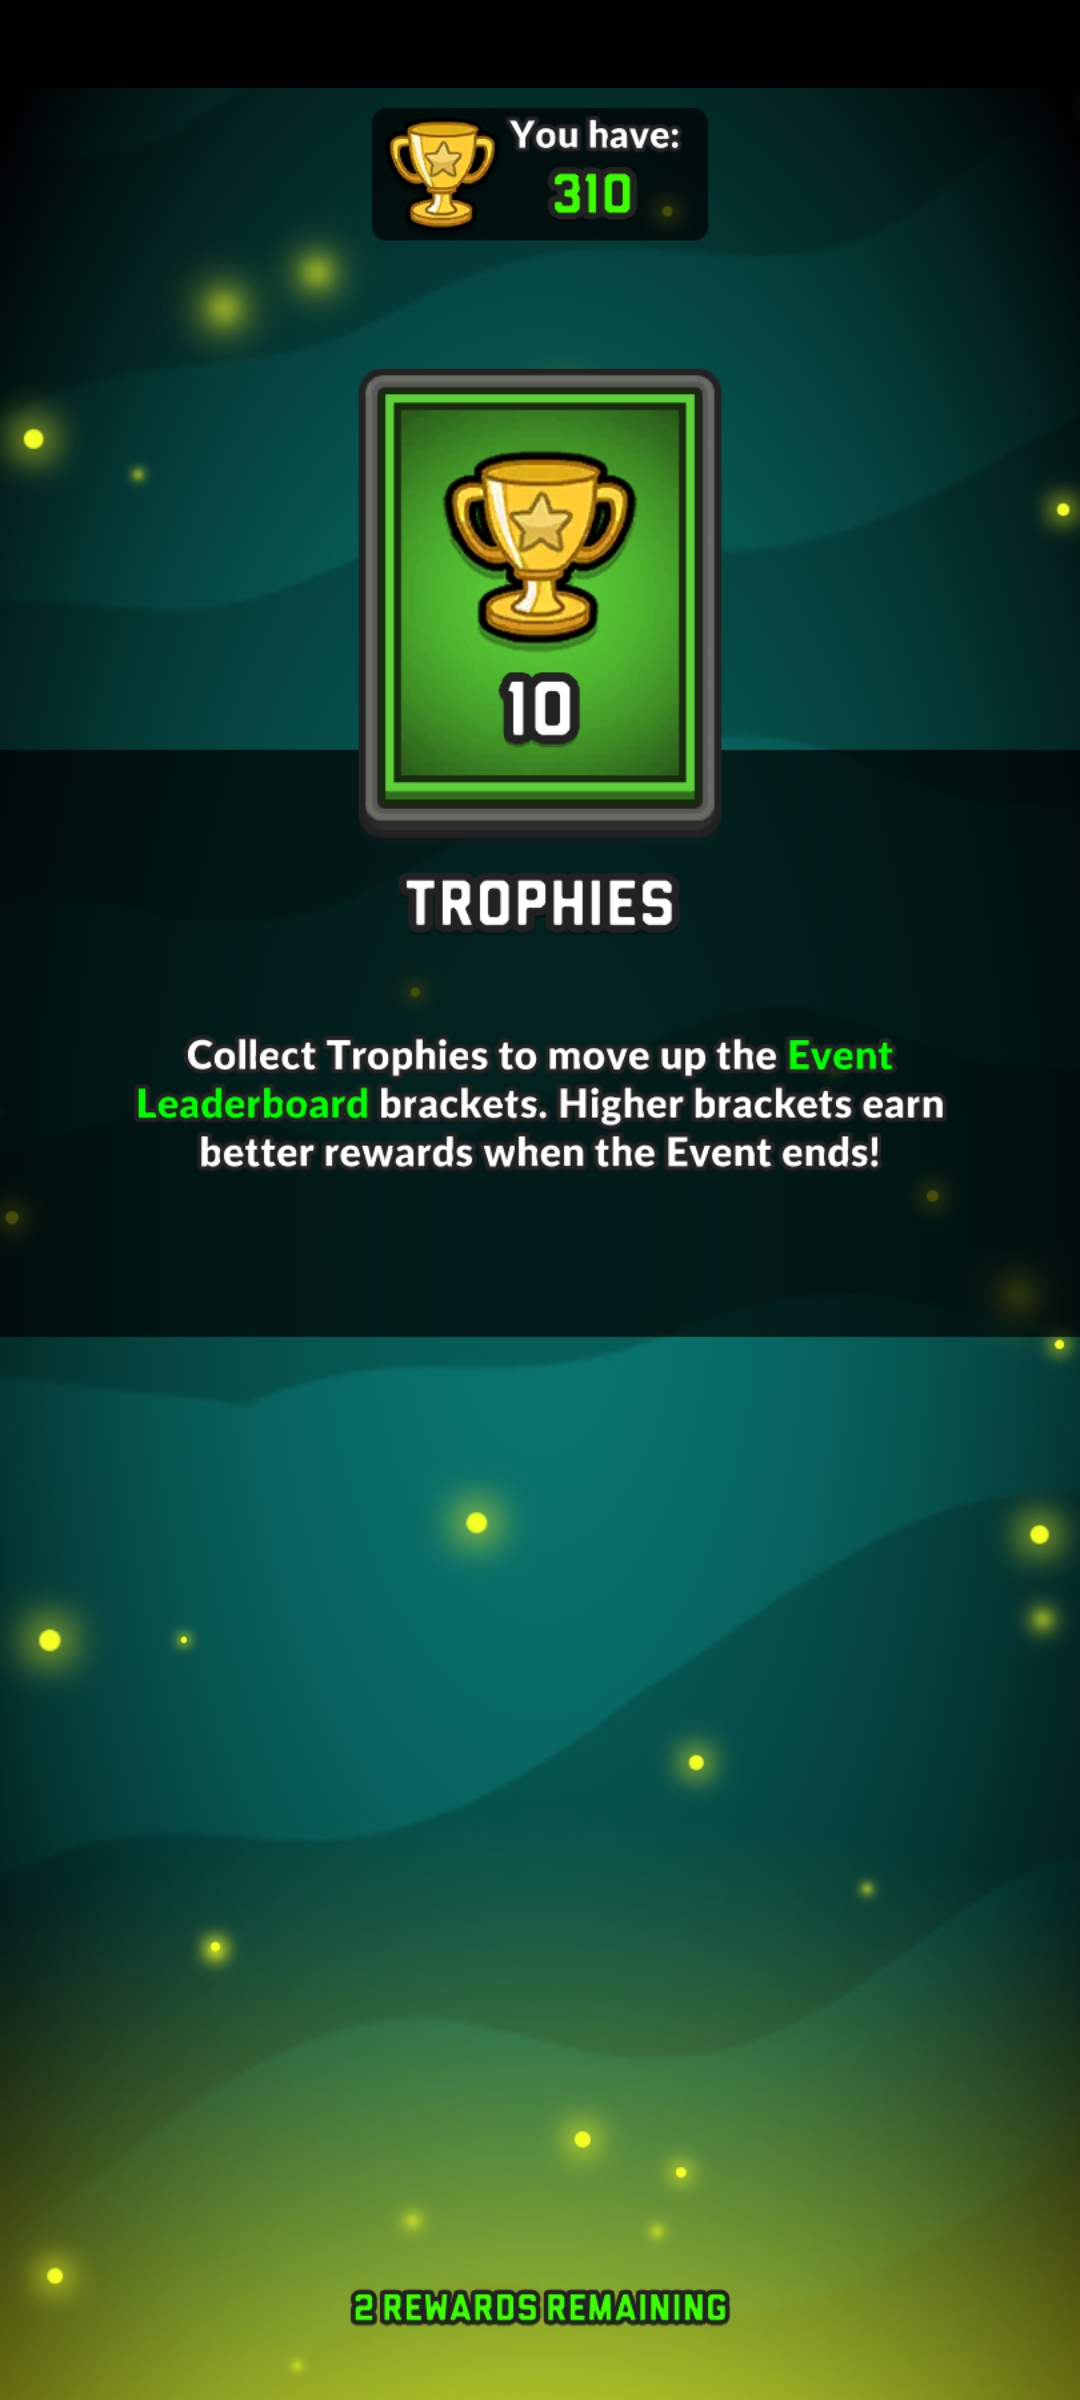 You have:
310
10
TROPHIES
Collect Trophies to move up the Event
Leaderboard brackets. Higher brackets earn
better rewards when the Event ends!
2 REWARDS REMAINING